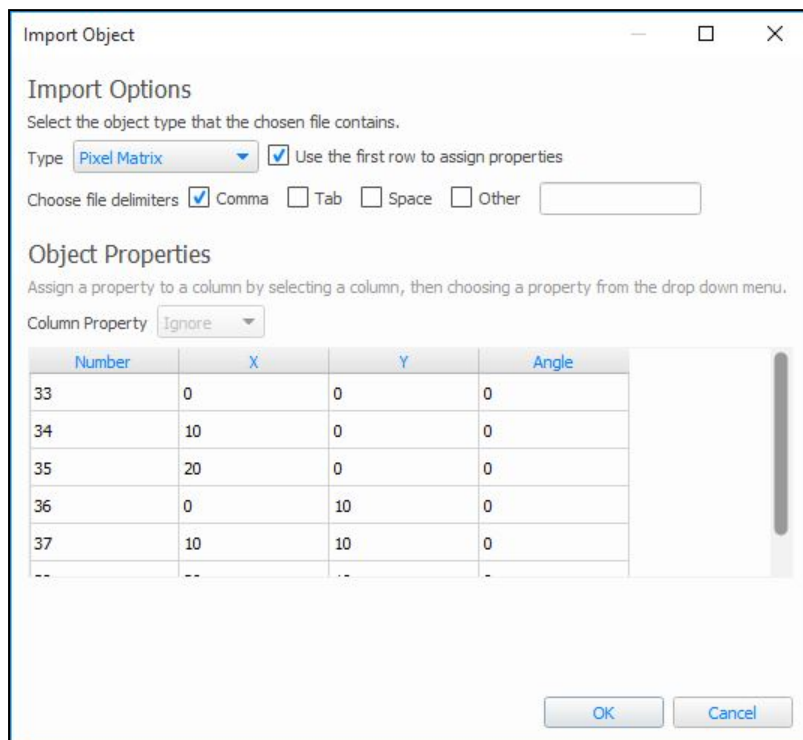 Import Object
Import Options
Select the object type that the chosen file contains.
Type Pixel Matrix Use the first row to assign properties
Choose file delimiters Comma Tab Space Other
Object Properties
Assign a property to a column by selecting a column, then choosing a property from the drop down menu.
Column Property Ignore
Number X Y Angle
33 0 0 0
34 10 0 0
35 20 0 0
36 0 10 0
37 10 10 0
OK Cancel